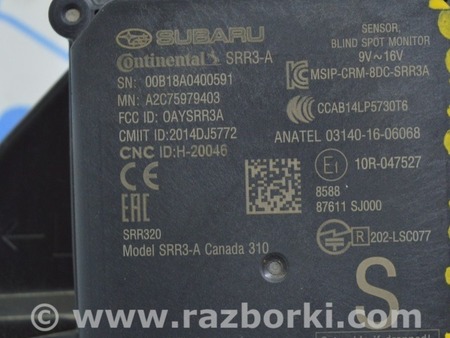 SUBARU
Continental SRR3-A
SENSOR,
BLIND SPOT MONITOR
9V~16V
SN: 00B18A0400591
MN: A2C75979403
MSIP-CRM-8DC-SRR3A
FCC ID: OAYSRR3A
CCAB14LP5730T6
CMIIT ID:2014DJ5772
ANATEL 03140-16-06068
CNC ID:H-20046
CE
E1 10R-047527
EAC
8588
87611 SJ000
SRR320
R 202-LSC077
Model SRR3-A Canada 310
S
© www.razborki.com/